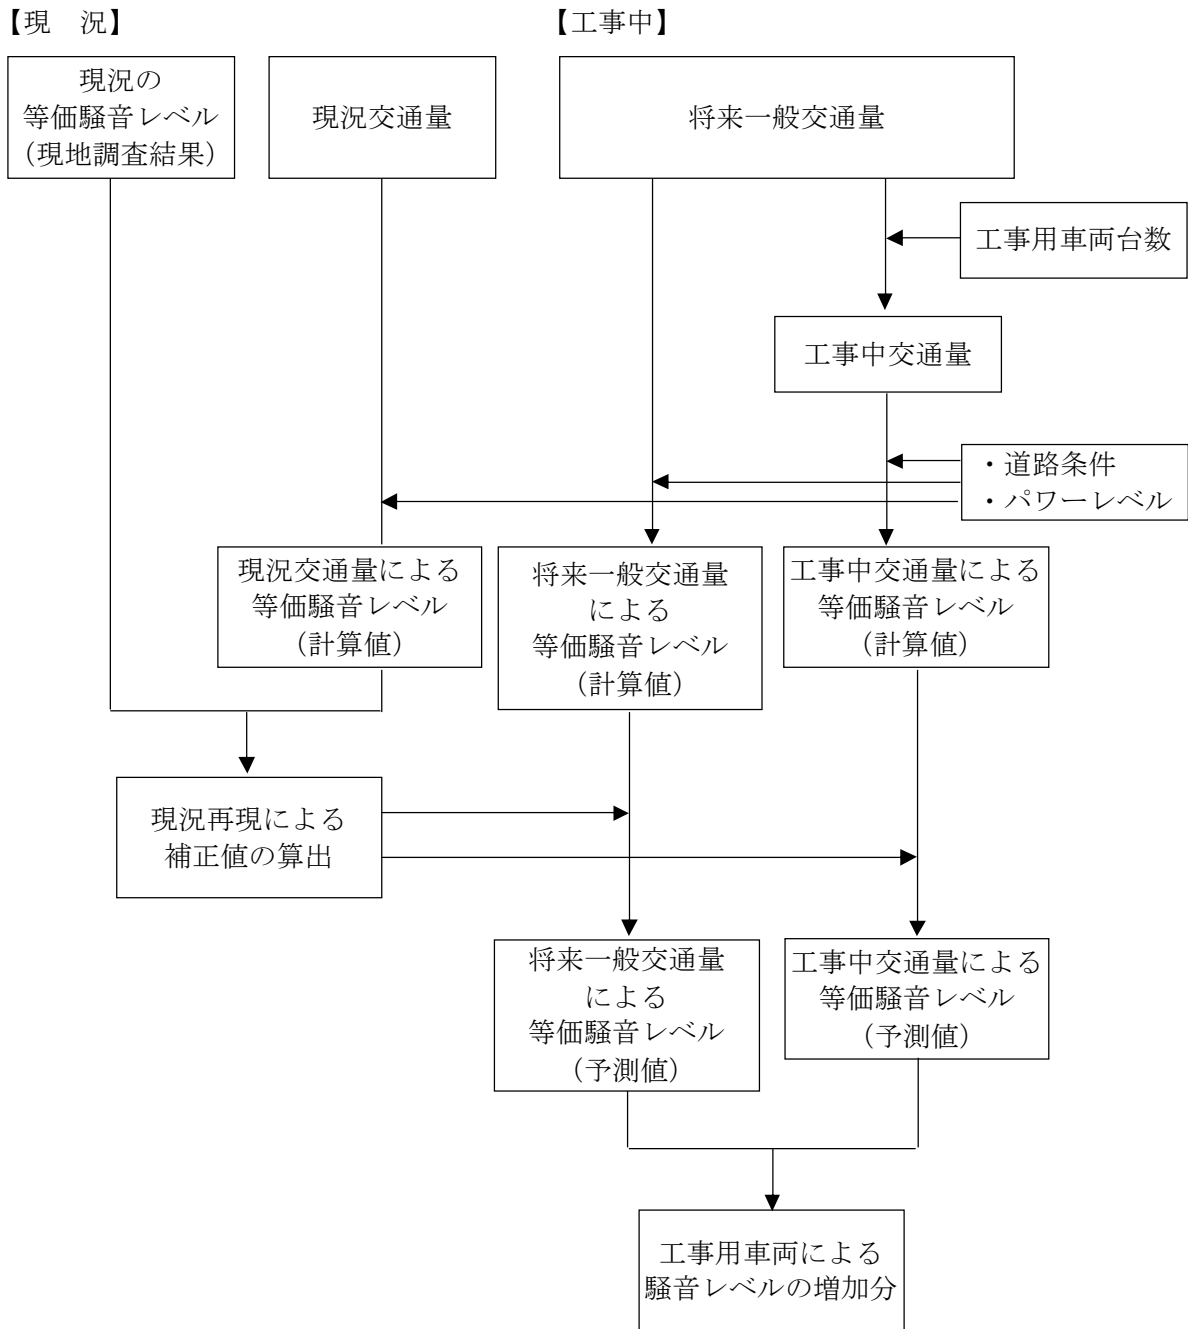 【現　況】
【工事中】
現況の
等価騒音レベル
（現地調査結果）
現況交通量
将来一般交通量
工事用車両台数
工事中交通量
・道路条件
・パワーレベル
現況交通量による
等価騒音レベル
（計算値）
将来一般交通量
による
等価騒音レベル
（計算値）
工事中交通量による
等価騒音レベル
（計算値）
現況再現による
補正値の算出
将来一般交通量
による
等価騒音レベル
（予測値）
工事中交通量による
等価騒音レベル
（予測値）
工事用車両による
騒音レベルの増加分